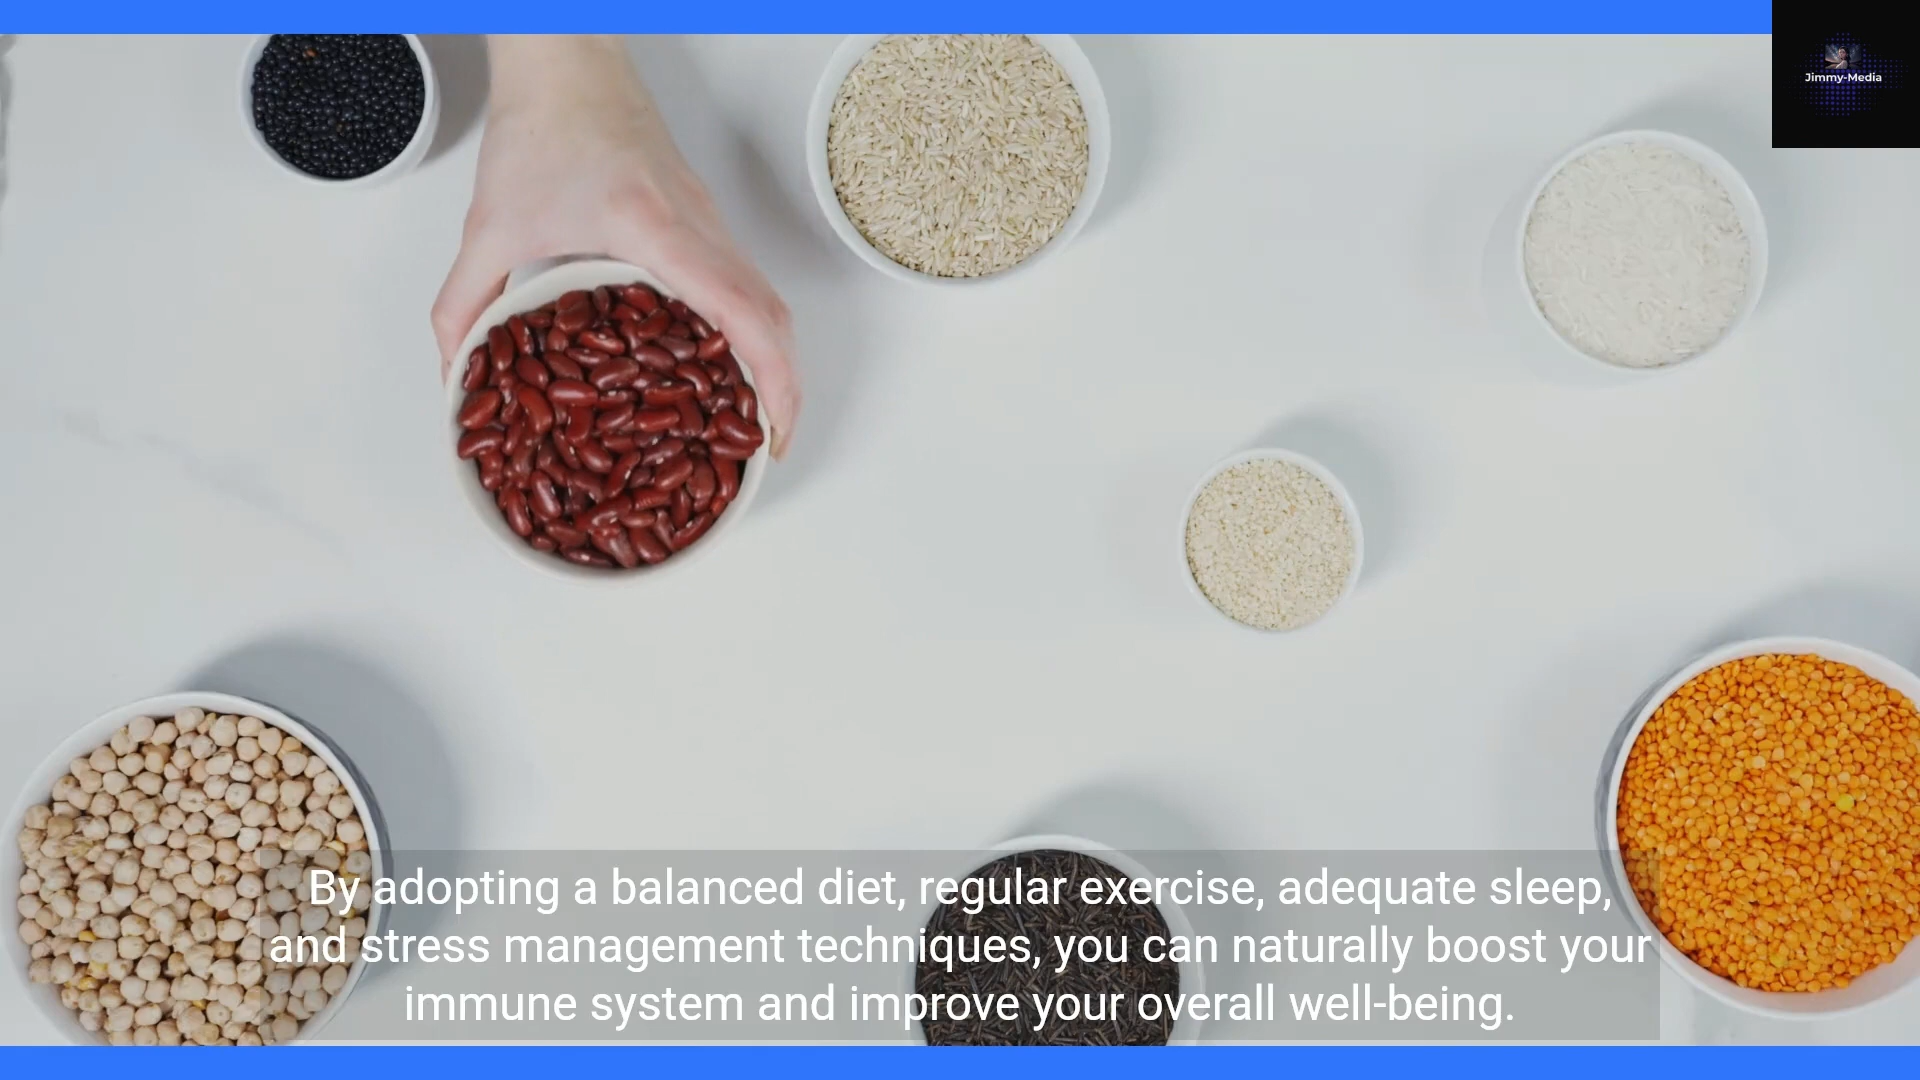 Jimmy-Media
By adopting a balanced diet, regular exercise, adequate sleep,
and stress management techniques, you can naturally boost your
immune system and improve your overall well-being.